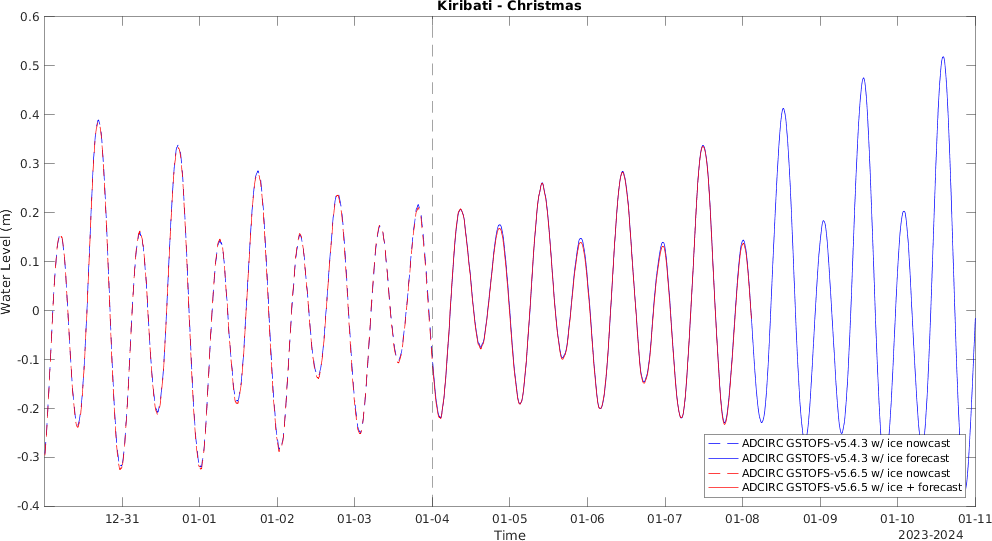 Kiribati - Christmas
0.6
0.5
0.4
0.3
0.2
0.1
0
-0.1
-0.2
-0.3
-0.4
Water Level (m)
ADCIRC GSTOFS-v5.4.3 w/ ice nowcast
ADCIRC GSTOFS-v5.4.3 w/ ice forecast
ADCIRC GSTOFS-v5.6.5 w/ ice nowcast
ADCIRC GSTOFS-v5.6.5 w/ ice + forecast
12-31 01-01 01-02 01-03 01-04 01-05 01-06 01-07 01-08 01-09 01-10 01-11
Time
2023-2024